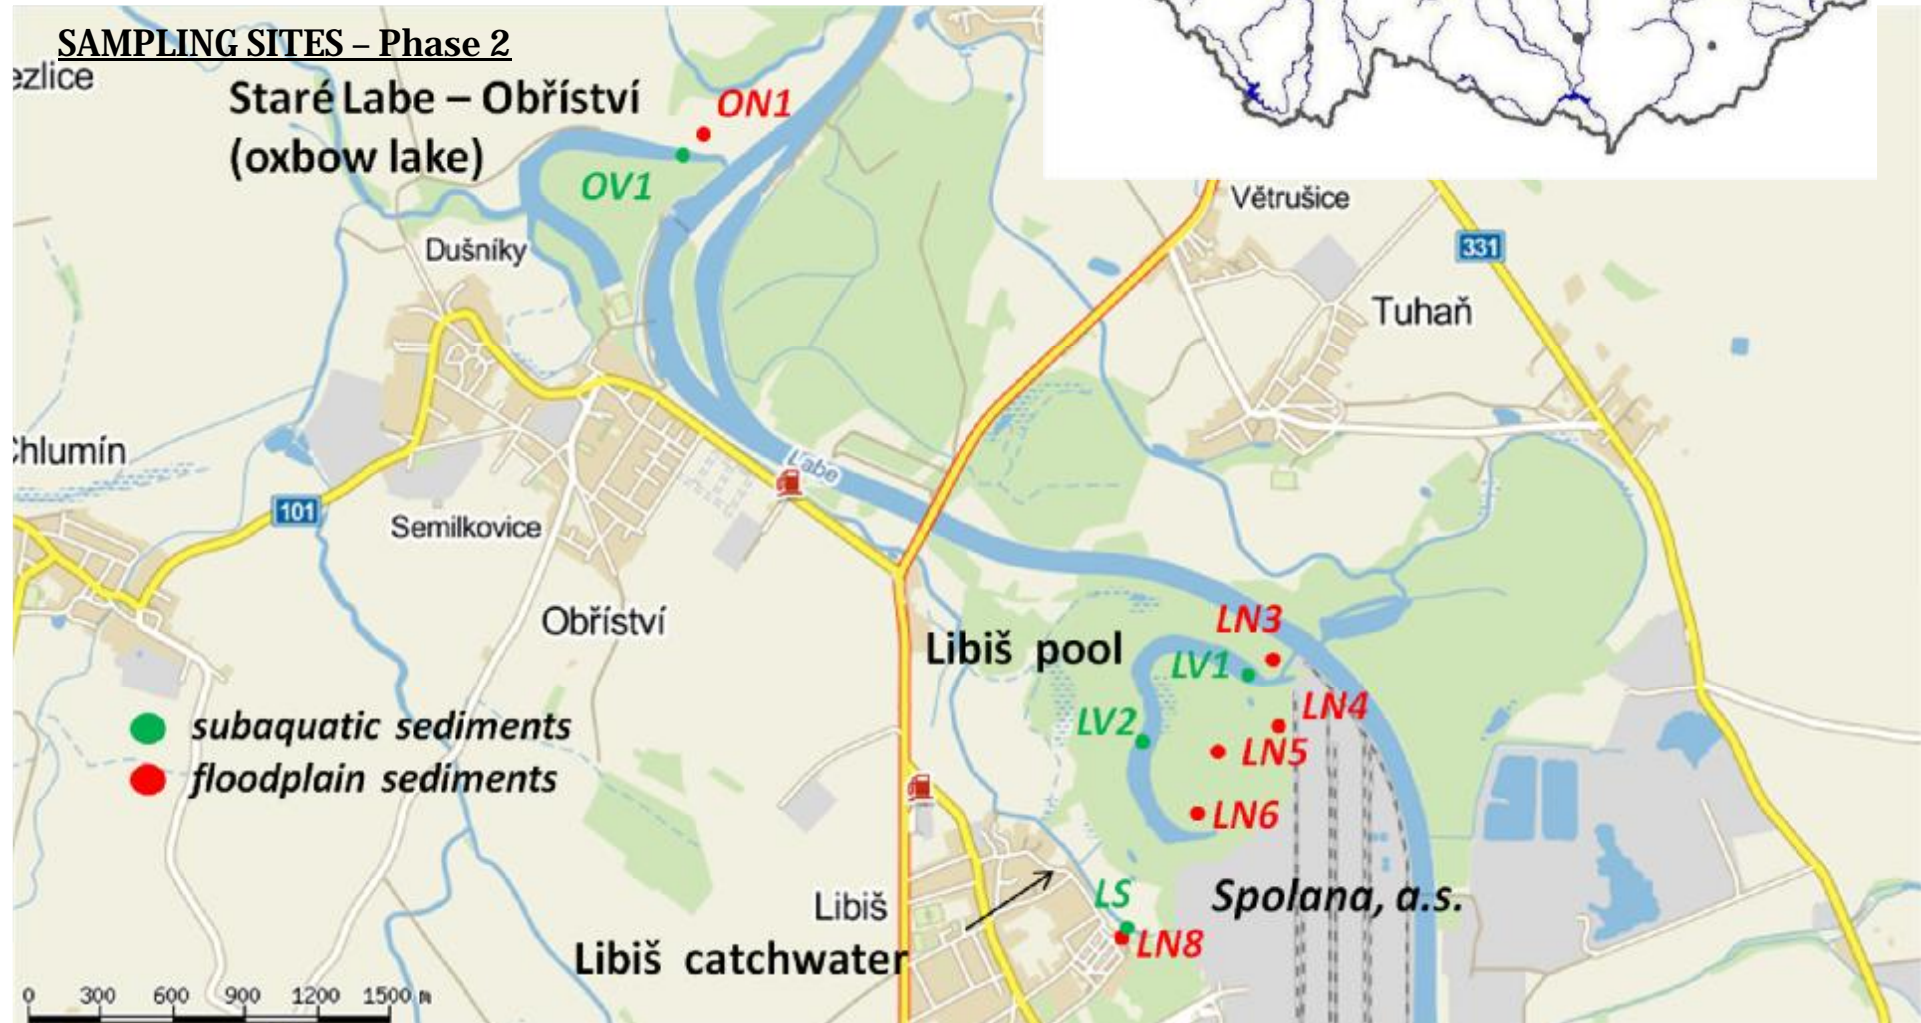 SAMPLING SITES – Phase 2
ezlice
Staré Labe – Obříství
(oxbow lake)
ON1
OV1
Větrušice
331
Dušníky
Tuhaň
Chlumín
Labe
101
Semilkovice
Obříství
LN3
Libiš pool
LV1
LN4
LV2
LN5
subaquatic sediments
floodplain sediments
LN6
LS
Spolana, a.s.
Libiš
LN8
Libiš catchwater
0 300 600 900 1200 1500 m